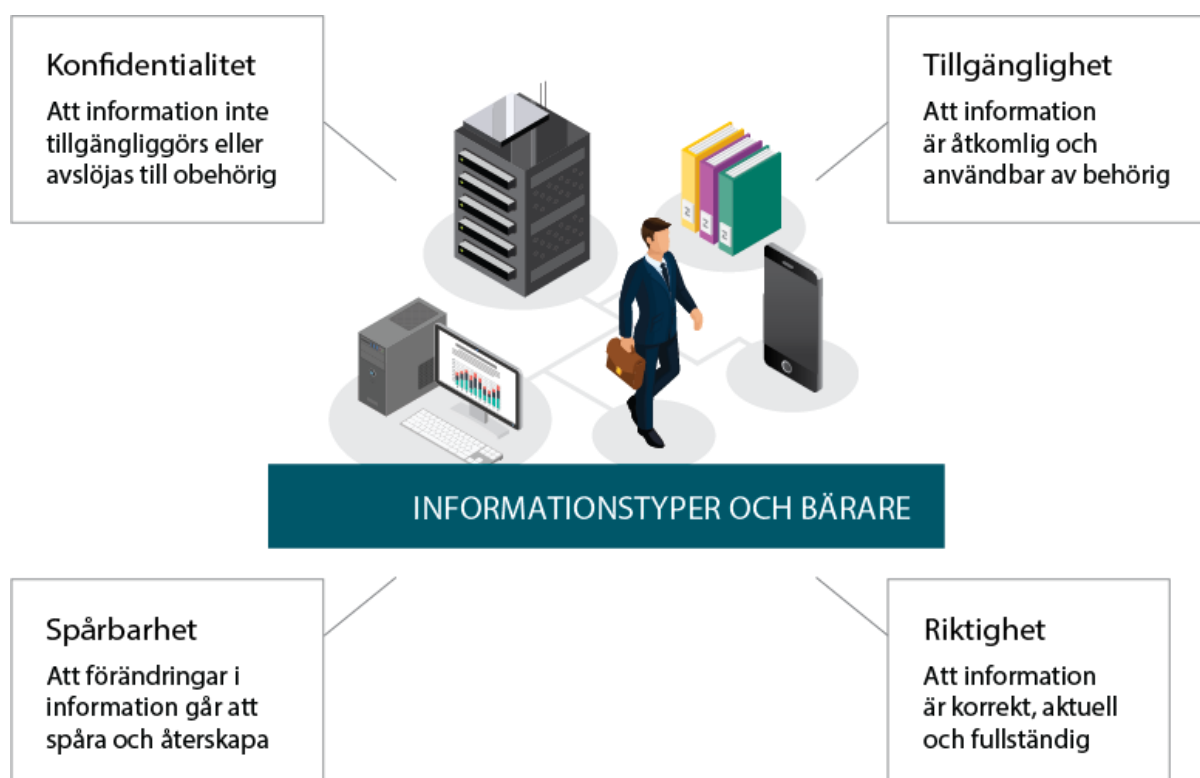 Konfidentialitet
Att information inte
tillgängliggörs eller
avslöjas till obehörig
Tillgänglighet
Att information
är åtkomlig och
användbar av behörig
INFORMATIONSTYPER OCH BÄRARE
Spårbarhet
Att förändringar i
information går att
spåra och återskapa
Riktighet
Att information
är korrekt, aktuell
och fullständig